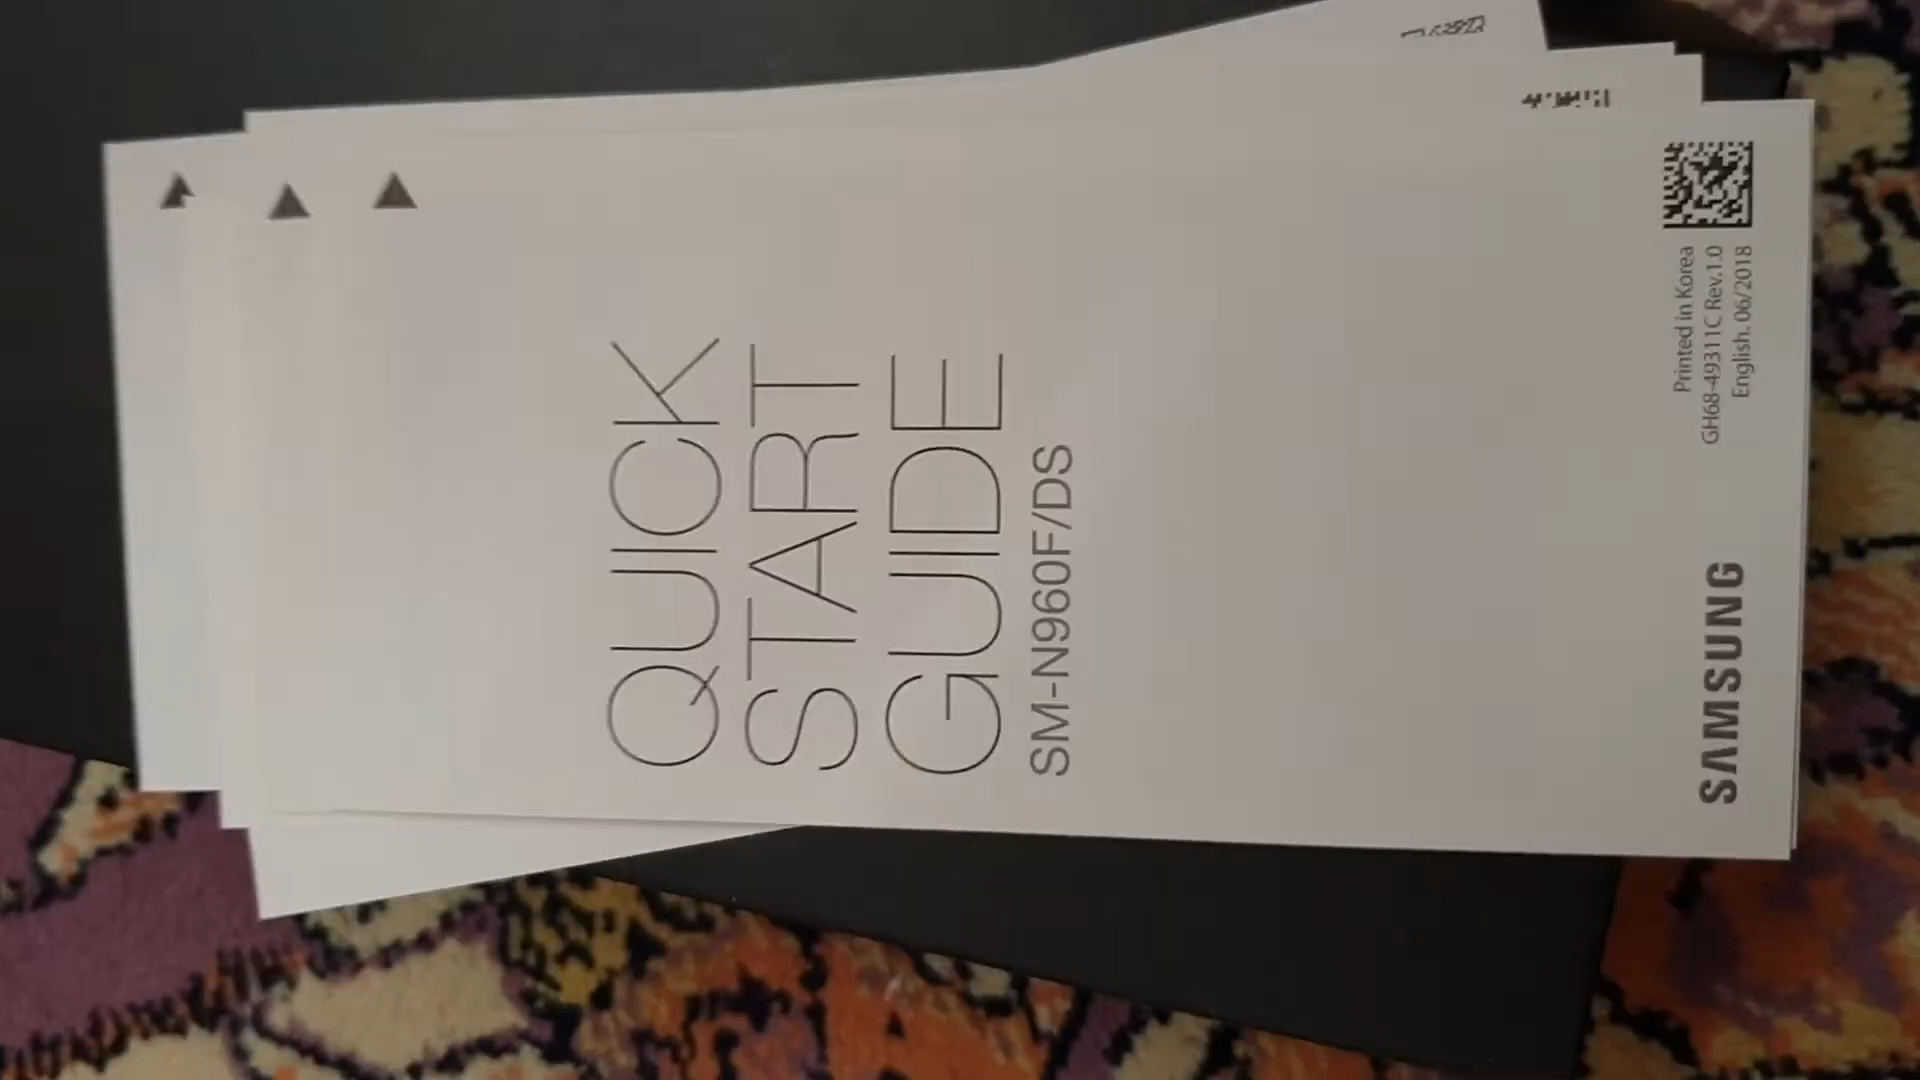 QUICK
START
GUIDE
SM-N960F/DS
SAMSUNG
Printed in Korea
GH68-49311C Rev.1.0
English. 06/2018